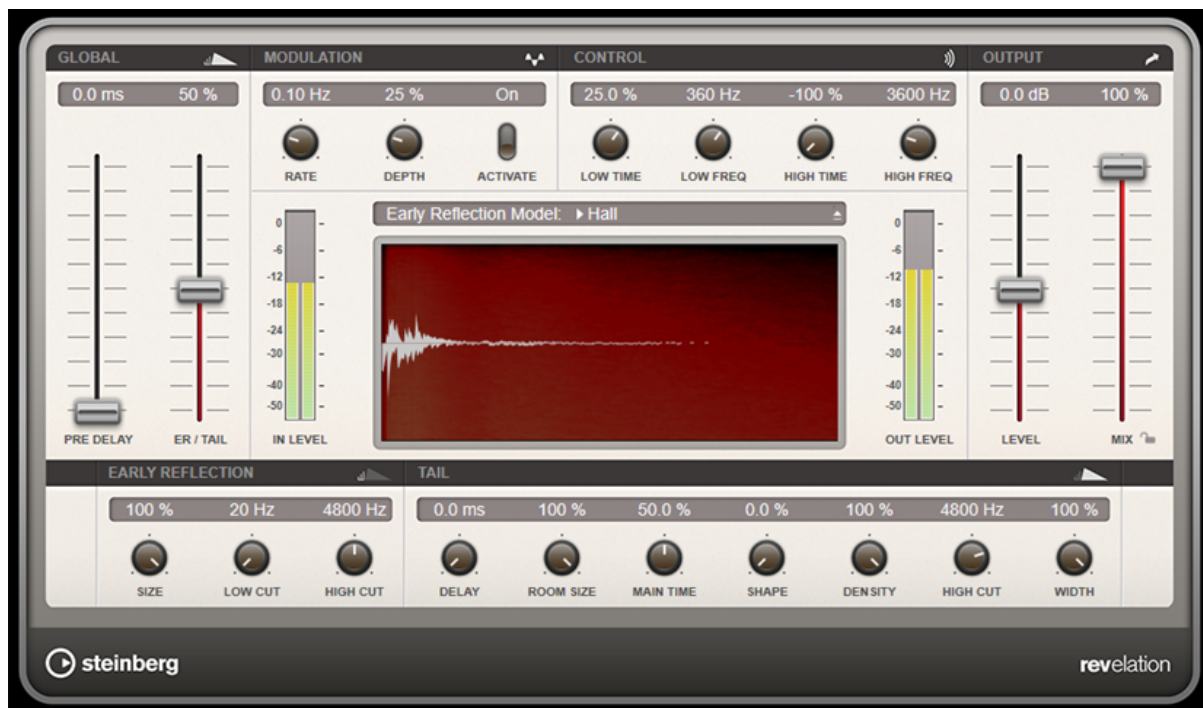 GLOBAL
0.0 ms 50 %
PRE DELAY ER / TAIL
MODULATION
0.10 Hz 25 % On
RATE DEPTH ACTIVATE
CONTROL
25.0 % 360 Hz -100 % 3600 Hz
LOW TIME LOW FREQ HIGH TIME HIGH FREQ
OUTPUT
0.0 dB 100 %
LEVEL MIX
0
-6
-12
-18
-24
-30
-40
-50
IN LEVEL
Early Reflection Model: Hall
0
-6
-12
-18
-24
-30
-40
-50
OUT LEVEL
EARLY REFLECTION
100 % 20 Hz 4800 Hz
SIZE LOW CUT HIGH CUT
TAIL
0.0 ms 100 % 50.0 % 0.0 % 100 % 4800 Hz 100 %
DELAY ROOM SIZE MAIN TIME SHAPE DENSITY HIGH CUT WIDTH
steinberg
revelation